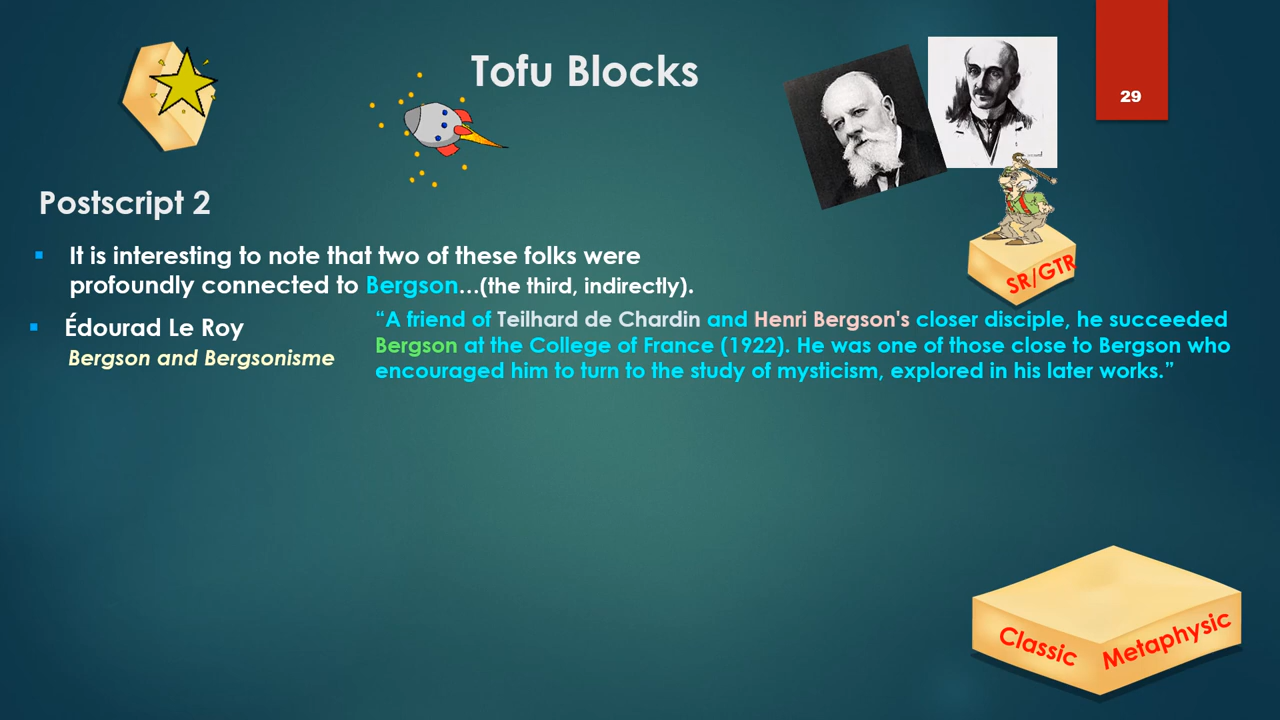 Tofu Blocks
29
Postscript 2
It is interesting to note that two of these folks were
profoundly connected to Bergson...(the third, indirectly).
SR/GTR
Édourad Le Roy
Bergson and Bergsonisme
“A friend of Teilhard de Chardin and Henri Bergson's closer disciple, he succeeded
Bergson at the College of France (1922). He was one of those close to Bergson who
encouraged him to turn to the study of mysticism, explored in his later works.”
Classic Metaphysic